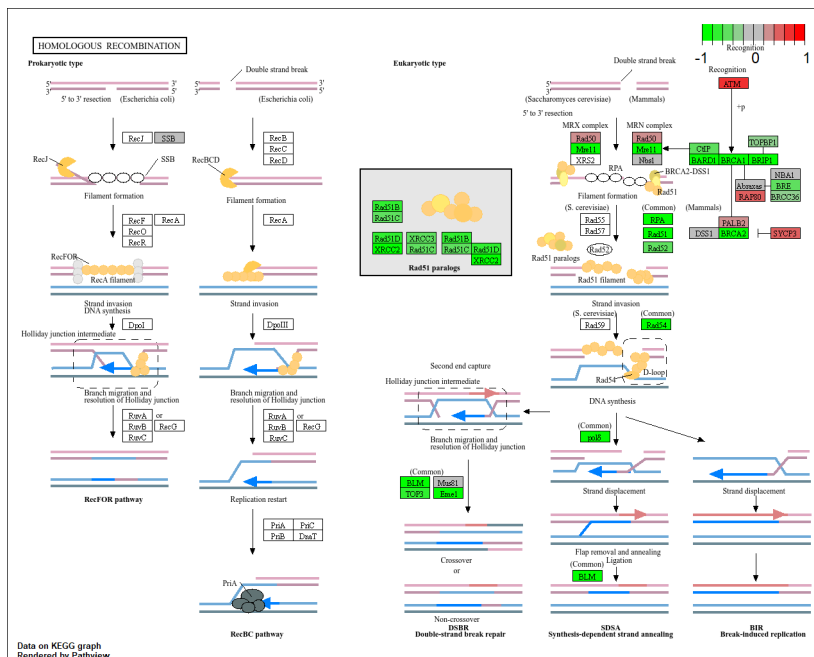 HOMOLOGOUS RECOMBINATION
-1 0 1
Recognition
Prokaryotic type
Eukaryotic type
Double strand break
Double strand break
Recognition
5' 3'
3' 5'
5' 3'
3' 5'
5' 3'
3' 5'
5' to 3' resection
(Escherichia coli)
(Escherichia coli)
(Saccharomyces cerevisiae)
(Mammals)
5' to 3' resection
ATM
+p
MRX complex
MRN complex
RecJ
SSB
RecB
RecC
RecD
Rad50
Mre11
XRS2
Rad50
Mre11
Nbs1
CtIP
TOPBP1
BARD1
BRCA1
BRIP1
RecJ
SSB
RecBCD
RPA
BRCA2-DSS1
Rad51
Abraxas
RAP80
NBA1
BRE
BRCC36
Filament formation
Filament formation
Filament formation
RecF
RecA
RecO
RecR
RecA
(S. cerevisiae)
(Common)
(Mammals)
Rad55
Rad57
Rad52
RPA
Rad51
Rad52
PALB2
DSS1
BRCA2
SYCP3
Rad51B
Rad51C
Rad51D
XRCC2
XRCC3
Rad51C
Rad51B
Rad51C
Rad51D
XRCC2
Rad51 paralogs
Rad51 paralogs
RecFOR
RecA filament
Rad51 filament
Strand invasion
DNA synthesis
Strand invasion
Strand invasion
DpoI
DpoIII
(S. cerevisiae)
(Common)
Rad59
Rad54
Holliday junction intermediate
Rad54
D-loop
Second end capture
Holliday junction intermediate
DNA synthesis
Branch migration and
resolution of Holliday junction
Branch migration and
resolution of Holliday junction
Branch migration and
resolution of Holliday junction
RuvA or
RuvB
RecG
RuvC
RuvA or
RuvB
RecG
RuvC
(Common)
polδ
RecFOR pathway
Replication restart
(Common)
BLM
Mus81
TOP3
Eme1
Strand displacement
Strand displacement
PriA
PriC
PriB
DnaT
Crossover
or
Flap removal and annealing
Ligation
(Common)
BLM
PriA
RecBC pathway
Non-crossover
DSBR
Double-strand break repair
SDSA
Synthesis-dependent strand annealing
BIR
Break-induced replication
Data on KEGG graph
Rendered by Pathview